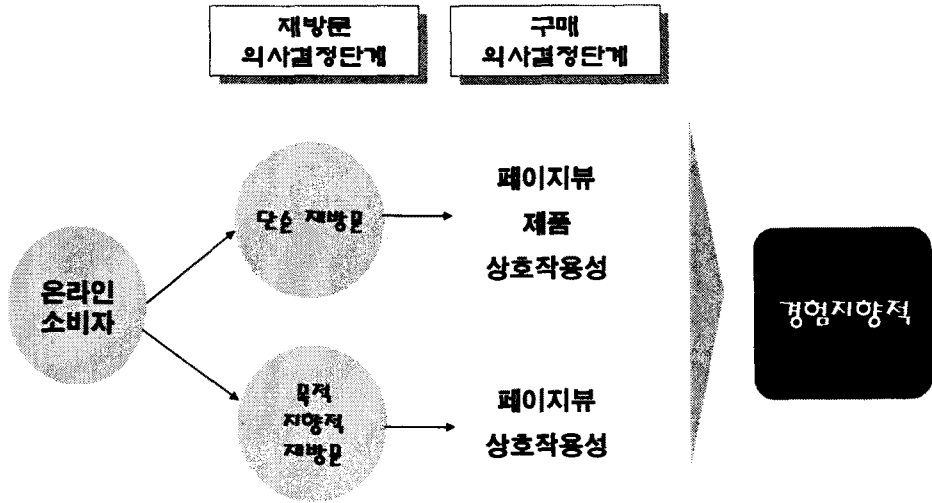 재방문
의사결정단계
구매
의사결정단계
온라인
소비자
단순 재방문
페이지뷰
제품
상호작용성
목적
지향적
재방문
페이지뷰
상호작용성
경험지향적